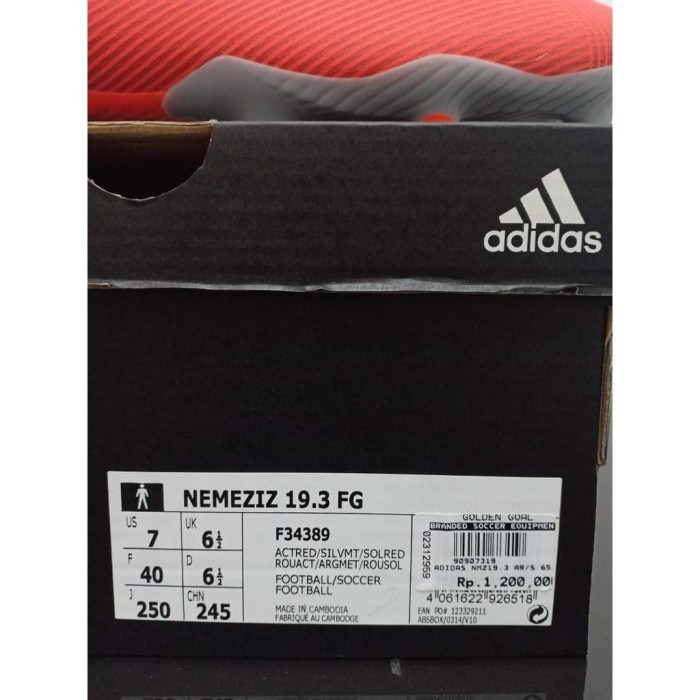 adidas
NEMEZIZ 19.3 FG
US 7 UK 6½
F 40 D 6½
J 250 CHN 245
F34389
ACTRED/SILVMT/SOLRED
ROUACT/ARGMET/ROUSOL
FOOTBALL/SOCCER
FOOTBALL
MADE IN CAMBODIA
FABRIQUÉ AU CAMBODGE
GOLDEN GOAL
BRANDED SOCCER EQUIPMEN
02312959
90907319
ADIDAS NMZ19.3 AR/S 65
Rp.1,200,00
4 061622 926518
EAN PO# 123329211
ABSBOX/0314/V10